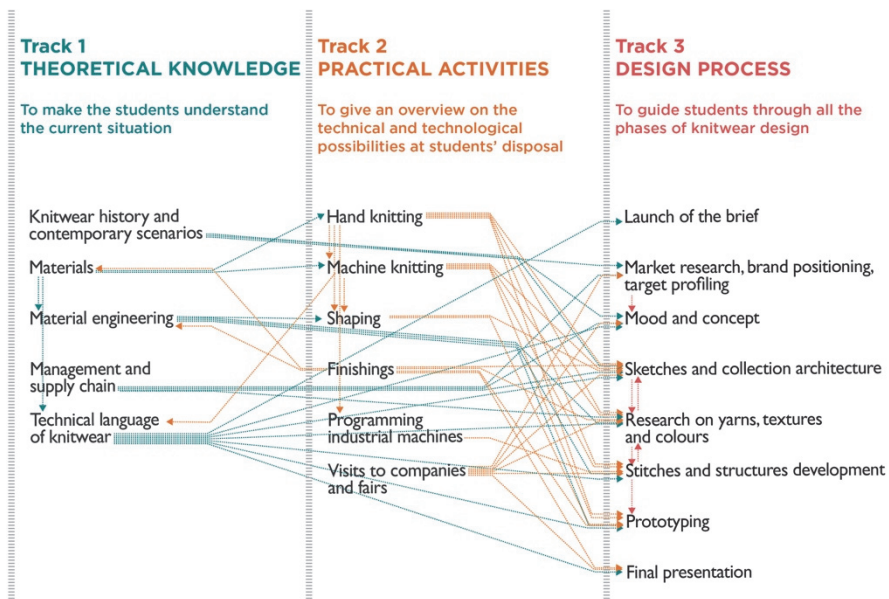 Track 1
THEORETICAL KNOWLEDGE
To make the students understand
the current situation
Knitwear history and
contemporary scenarios
Materials
Material engineering
Management and
supply chain
Technical language
of knitwear
Track 2
PRACTICAL ACTIVITIES
To give an overview on the
technical and technological
possibilities at students' disposal
Hand knitting
Machine knitting
Shaping
Finishings
Programming
industrial machines
Visits to companies
and fairs
Track 3
DESIGN PROCESS
To guide students through all the
phases of knitwear design
Launch of the brief
Market research, brand positioning,
target profiling
Mood and concept
Sketches and collection architecture
Research on yarns, textures
and colours
Stitches and structures development
Prototyping
Final presentation